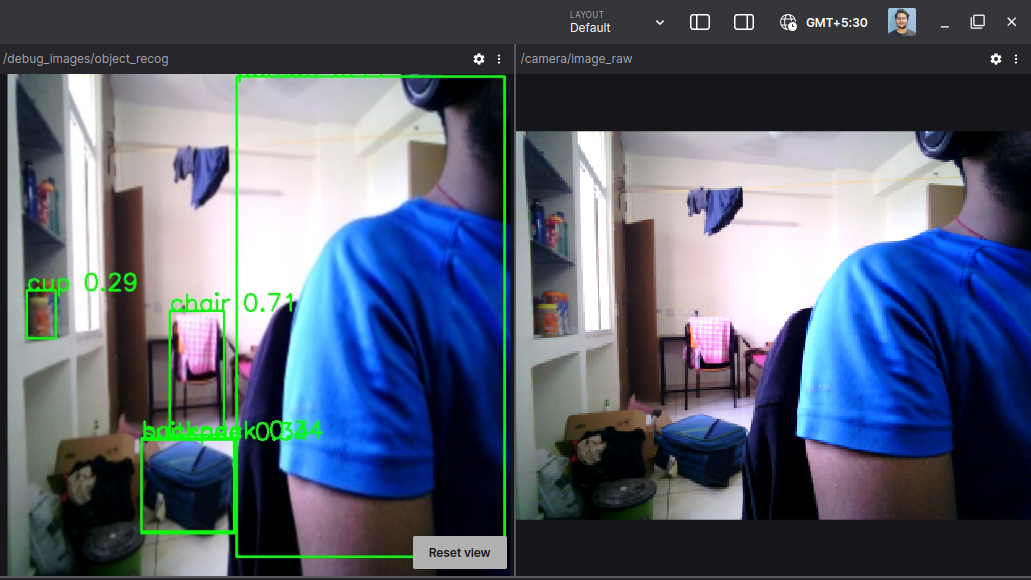 LAYOUT
Default
GMT+5:30
/debug_images/object_recog
/camera/image_raw
cup 0.29
chair 0.71
Reset view